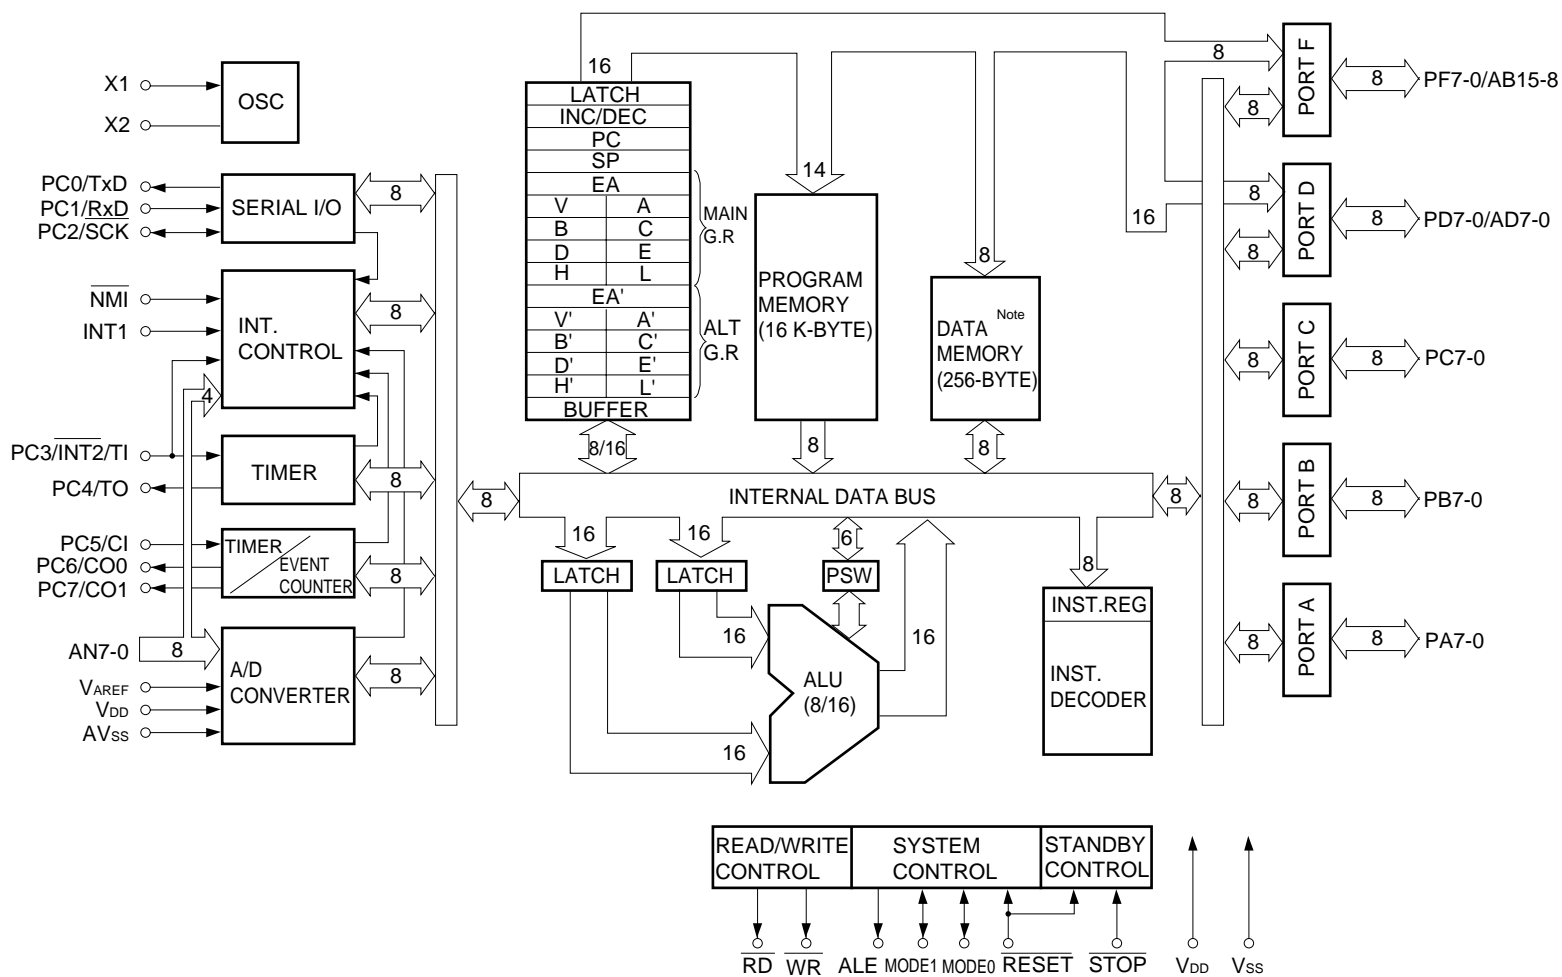 X1
X2
OSC
PC0/TxD
PC1/RxD
PC2/SCK
SERIAL I/O
8
NMI
INT1
INT.
CONTROL
8
4
PC3/INT2/TI
PC4/TO
TIMER
8
PC5/CI
PC6/CO0
PC7/CO1
TIMER
EVENT
COUNTER
8
AN7-0
8
VAREF
VDD
AVSS
A/D
CONVERTER
8
8
16
LATCH
INC/DEC
PC
SP
EA
V A
B C
D E
H L
EA'
V' A'
B' C'
D' E'
H' L'
BUFFER
MAIN
G.R
ALT
G.R
8/16
14
PROGRAM
MEMORY
(16 K-BYTE)
8
8
DATA Note
MEMORY
(256-BYTE)
8
16
INTERNAL DATA BUS
8
16
LATCH
16
LATCH
6
PSW
16
16
16
ALU
(8/16)
8
INST.REG
INST.
DECODER
8
8
8
PORT F
8
PF7-0/AB15-8
8
8
PORT D
8
PD7-0/AD7-0
8
PORT C
8
PC7-0
8
PORT B
8
PB7-0
8
PORT A
8
PA7-0
READ/WRITE
CONTROL
SYSTEM
CONTROL
STANDBY
CONTROL
RD
WR
ALE
MODE1
MODE0
RESET
STOP
VDD
VSS